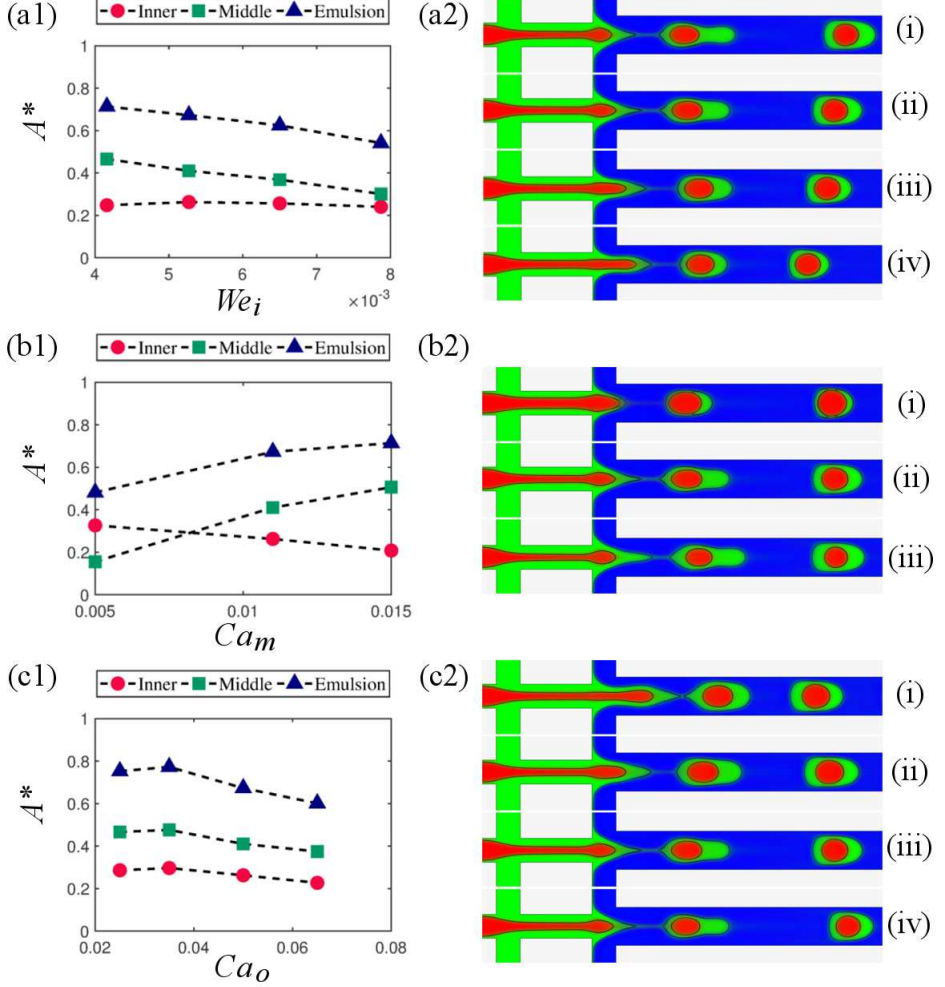 (a1)
Inner Middle Emulsion
1
0.8
0.6
0.4
0.2
0
A*
4 5 6 7 8
×10⁻³
We_i
(a2)
(i)
(ii)
(iii)
(iv)
(b1)
Inner Middle Emulsion
1
0.8
0.6
0.4
0.2
0
A*
0.005 0.01 0.015
Ca_m
(b2)
(i)
(ii)
(iii)
(c1)
Inner Middle Emulsion
1
0.8
0.6
0.4
0.2
0
A*
0.02 0.04 0.06 0.08
Ca_o
(c2)
(i)
(ii)
(iii)
(iv)